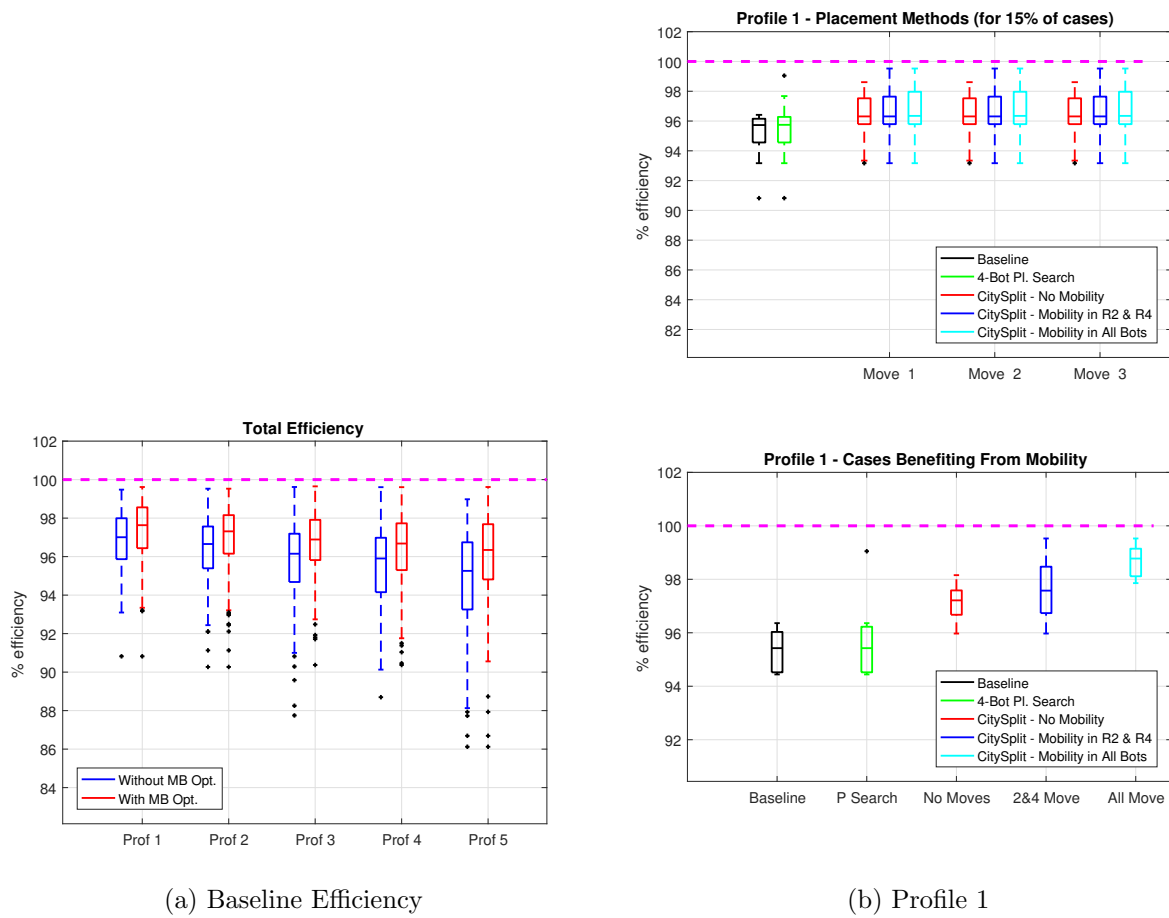 Profile 1 - Placement Methods (for 15% of cases)
102
100
98
96
94
92
90
88
86
84
82
% efficiency
Baseline
4-Bot Pl. Search
CitySplit - No Mobility
CitySplit - Mobility in R2 & R4
CitySplit - Mobility in All Bots
Move 1 Move 2 Move 3
Total Efficiency
102
100
98
96
94
92
90
88
86
84
% efficiency
Without MB Opt.
With MB Opt.
Prof 1 Prof 2 Prof 3 Prof 4 Prof 5
Profile 1 - Cases Benefiting From Mobility
102
100
98
96
94
92
% efficiency
Baseline
4-Bot Pl. Search
CitySplit - No Mobility
CitySplit - Mobility in R2 & R4
CitySplit - Mobility in All Bots
Baseline P Search No Moves 2&4 Move All Move
(a) Baseline Efficiency
(b) Profile 1